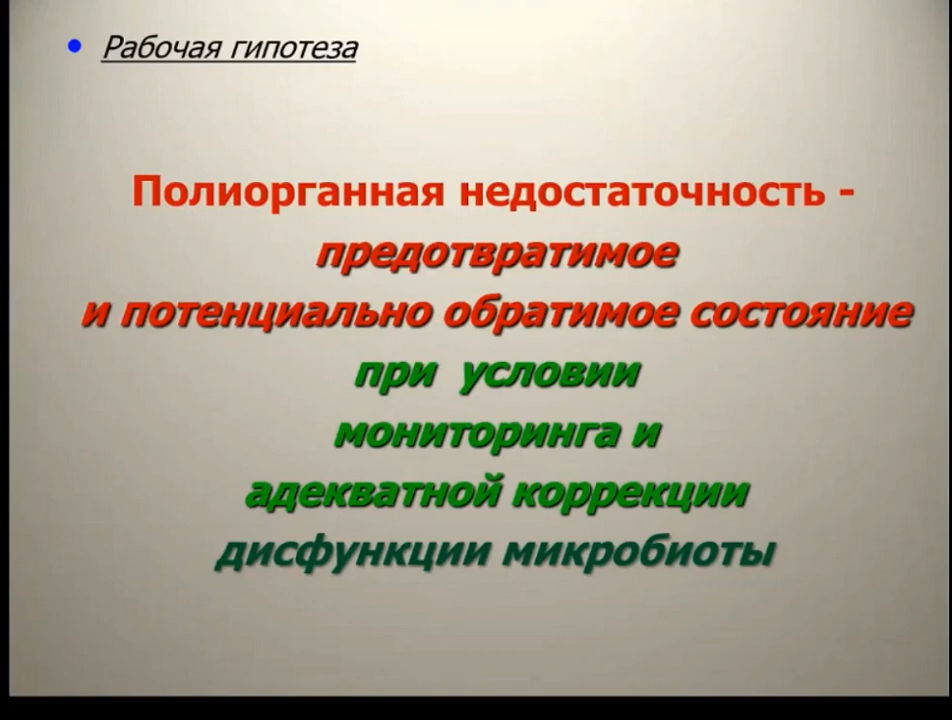 Рабочая гипотеза
Полиорганная недостаточность -
предотвратимое
и потенциально обратимое состояние
при условии
мониторинга и
адекватной коррекции
дисфункции микробиоты